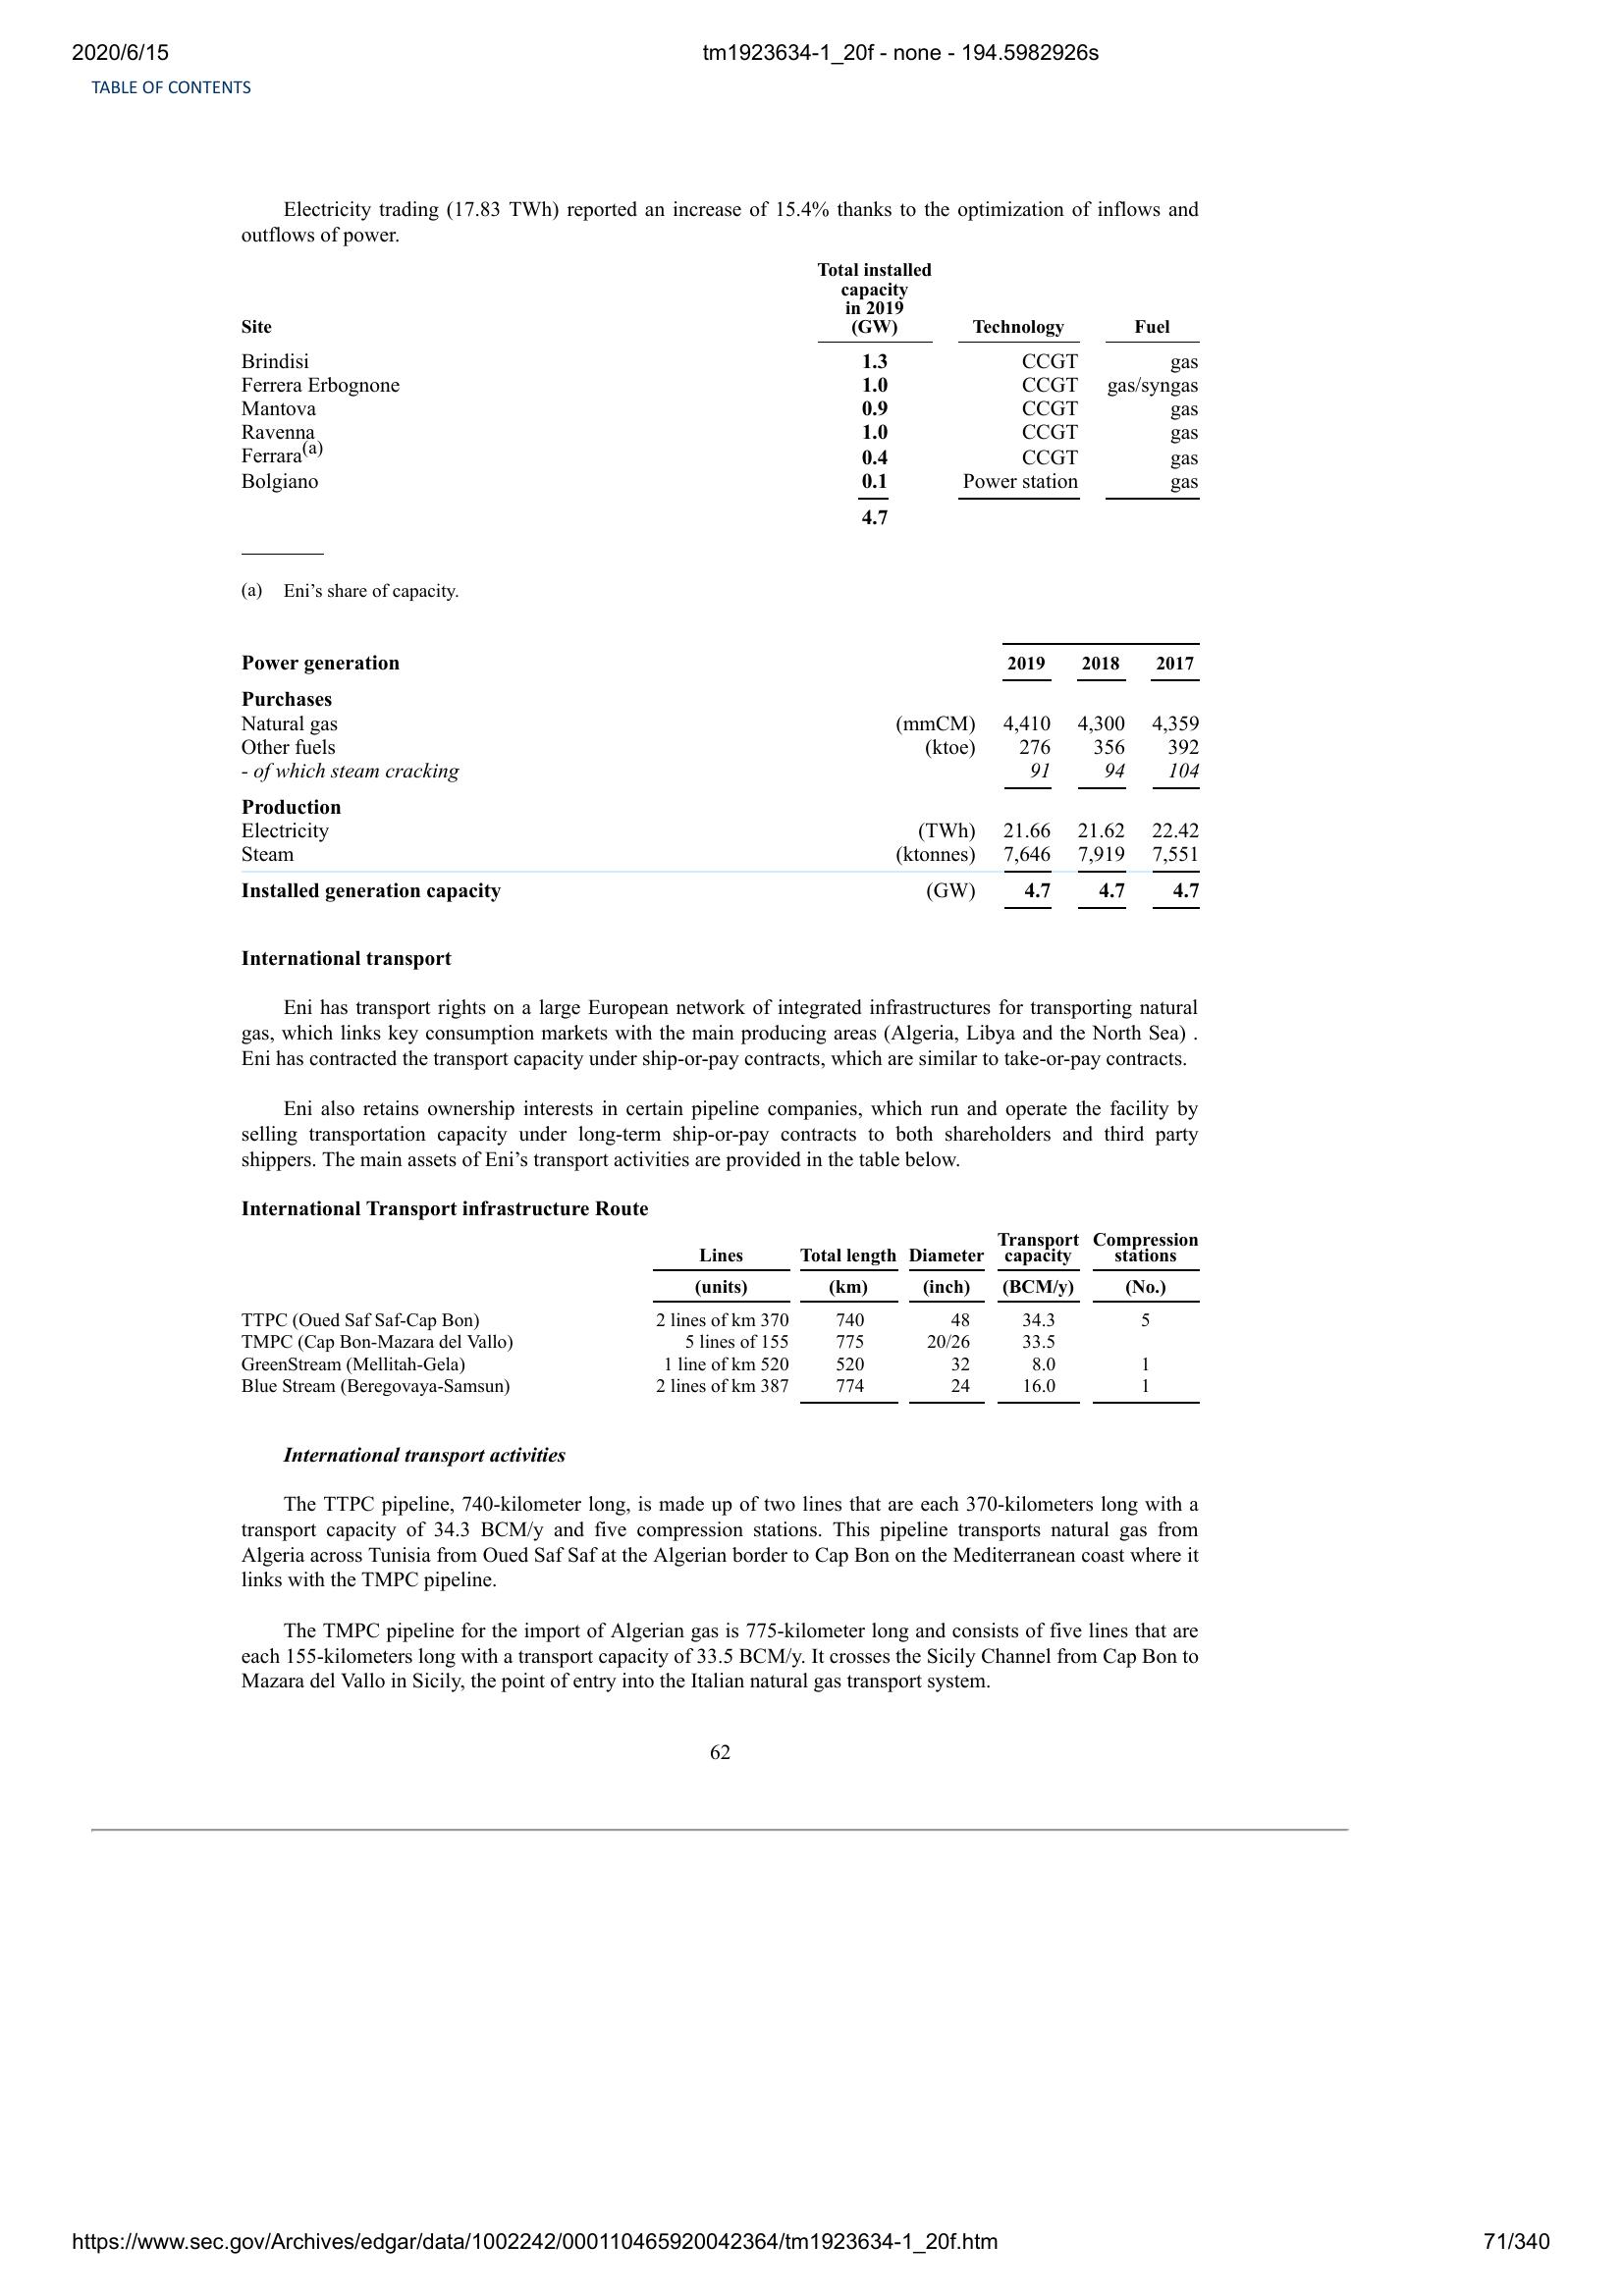 2020/6/15 tm1923634-1_20f - none - 194.5982926s
TABLE OF CONTENTS
Electricity trading (17.83 TWh) reported an increase of 15.4% thanks to the optimization of inflows and
outflows of power.
Total installed
capacity
in 2019
Site (GW) Technology Fuel
Brindisi 1.3 CCGT gas
Ferrera Erbognone 1.0 CCGT gas/syngas
Mantova 0.9 CCGT gas
Ravenna 1.0 CCGT gas
Ferrara(a) 0.4 CCGT gas
Bolgiano 0.1 Power station gas
4.7
(a) Eni’s share of capacity.
Power generation 2019 2018 2017
Purchases
Natural gas (mmCM) 4,410 4,300 4,359
Other fuels (ktoe) 276 356 392
- of which steam cracking 91 94 104
Production
Electricity (TWh) 21.66 21.62 22.42
Steam (ktonnes) 7,646 7,919 7,551
Installed generation capacity (GW) 4.7 4.7 4.7
International transport
Eni has transport rights on a large European network of integrated infrastructures for transporting natural
gas, which links key consumption markets with the main producing areas (Algeria, Libya and the North Sea) .
Eni has contracted the transport capacity under ship-or-pay contracts, which are similar to take-or-pay contracts.
Eni also retains ownership interests in certain pipeline companies, which run and operate the facility by
selling transportation capacity under long-term ship-or-pay contracts to both shareholders and third party
shippers. The main assets of Eni’s transport activities are provided in the table below.
International Transport infrastructure Route
Transport Compression
Lines Total length Diameter capacity stations
(units) (km) (inch) (BCM/y) (No.)
TTPC (Oued Saf Saf-Cap Bon) 2 lines of km 370 740 48 34.3 5
TMPC (Cap Bon-Mazara del Vallo) 5 lines of 155 775 20/26 33.5
GreenStream (Mellitah-Gela) 1 line of km 520 520 32 8.0 1
Blue Stream (Beregovaya-Samsun) 2 lines of km 387 774 24 16.0 1
International transport activities
The TTPC pipeline, 740-kilometer long, is made up of two lines that are each 370-kilometers long with a
transport capacity of 34.3 BCM/y and five compression stations. This pipeline transports natural gas from
Algeria across Tunisia from Oued Saf Saf at the Algerian border to Cap Bon on the Mediterranean coast where it
links with the TMPC pipeline.
The TMPC pipeline for the import of Algerian gas is 775-kilometer long and consists of five lines that are
each 155-kilometers long with a transport capacity of 33.5 BCM/y. It crosses the Sicily Channel from Cap Bon to
Mazara del Vallo in Sicily, the point of entry into the Italian natural gas transport system.
62
https://www.sec.gov/Archives/edgar/data/1002242/000110465920042364/tm1923634-1_20f.htm 71/340